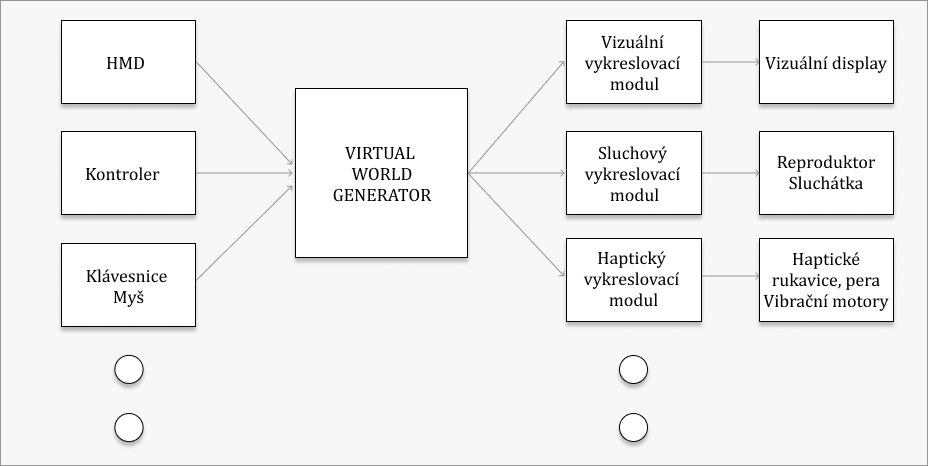 HMD
Kontroler
Klávesnice
Myš
VIRTUAL
WORLD
GENERATOR
Vizuální
vykreslovací
modul
Sluchový
vykreslovací
modul
Haptický
vykreslovací
modul
Vizuální display
Reproduktor
Sluchátka
Haptické
rukavice, pera
Vibrační motory